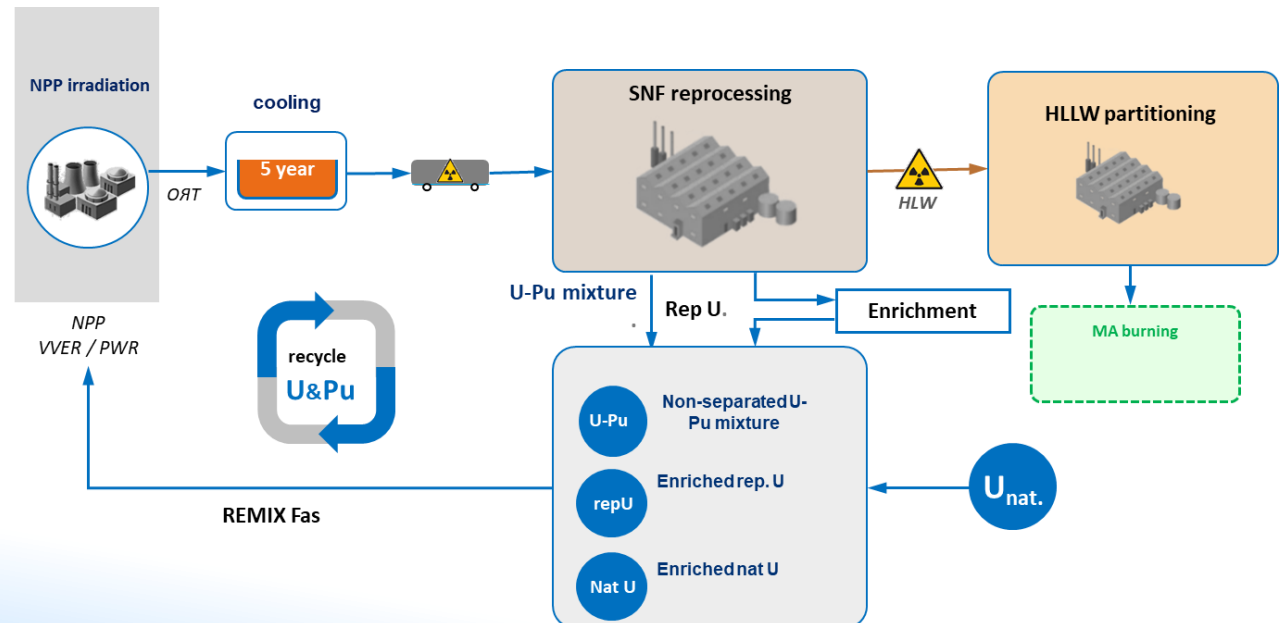 NPP irradiation
cooling
5 year
ОЯТ
NPP
VVER / PWR
SNF reprocessing
HLW
HLLW partitioning
MA burning
U-Pu mixture
.
Rep U.
Enrichment
recycle
U&Pu
U-Pu
Non-separated U-
Pu mixture
repU
Enriched rep. U
Nat U
Enriched nat U
Unat.
REMIX Fas